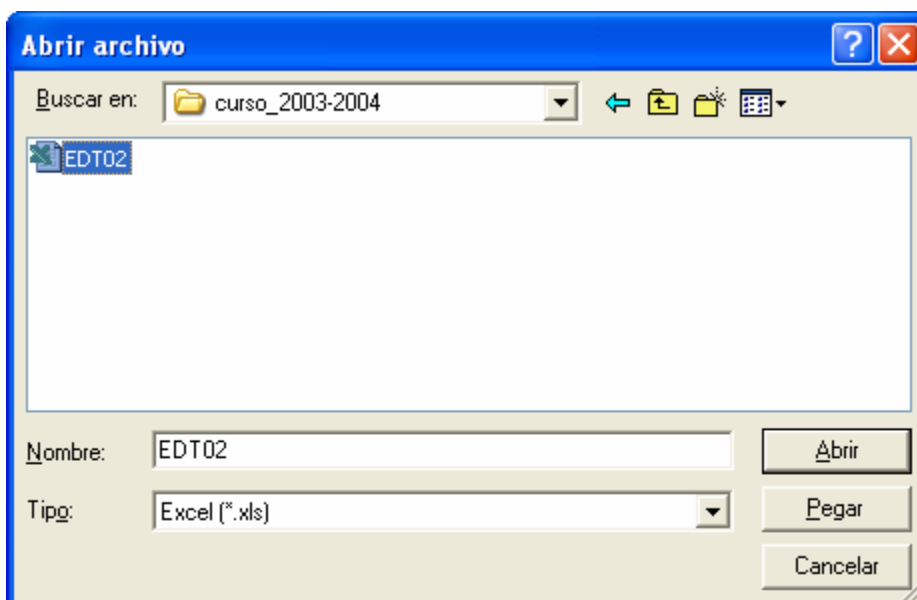 Abrir archivo
Buscar en: curso_2003-2004
EDT02
Nombre: EDT02 Abrir
Tipo: Excel (*.xls) Pegar
Cancelar